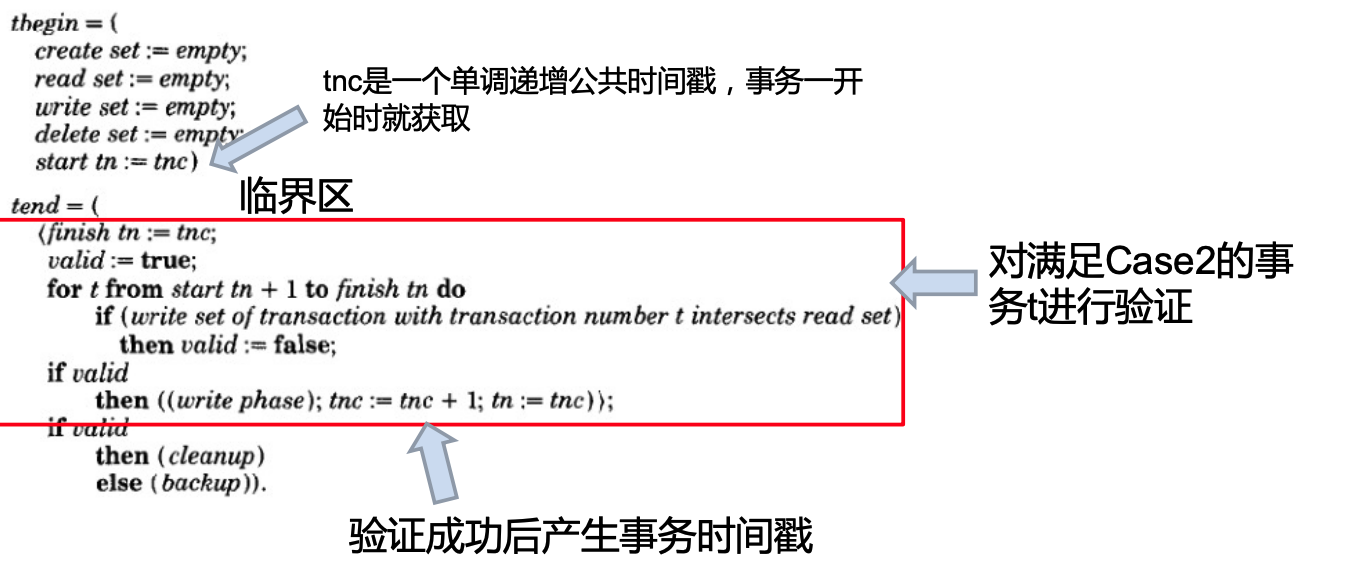 tbegin = (
create set := empty;
read set := empty;
write set := empty;
delete set := empty;
start tn := tnc)
tnc是一个单调递增公共时间戳，事务一开
始时就获取
临界区
tend = (
⟨finish tn := tnc;
valid := true;
for t from start tn + 1 to finish tn do
if (write set of transaction with transaction number t intersects read set)
then valid := false;
if valid
then ((write phase); tnc := tnc + 1; tn := tnc)⟩;
if valid
then (cleanup)
else (backup)).
对满足Case2的事
务t进行验证
验证成功后产生事务时间戳